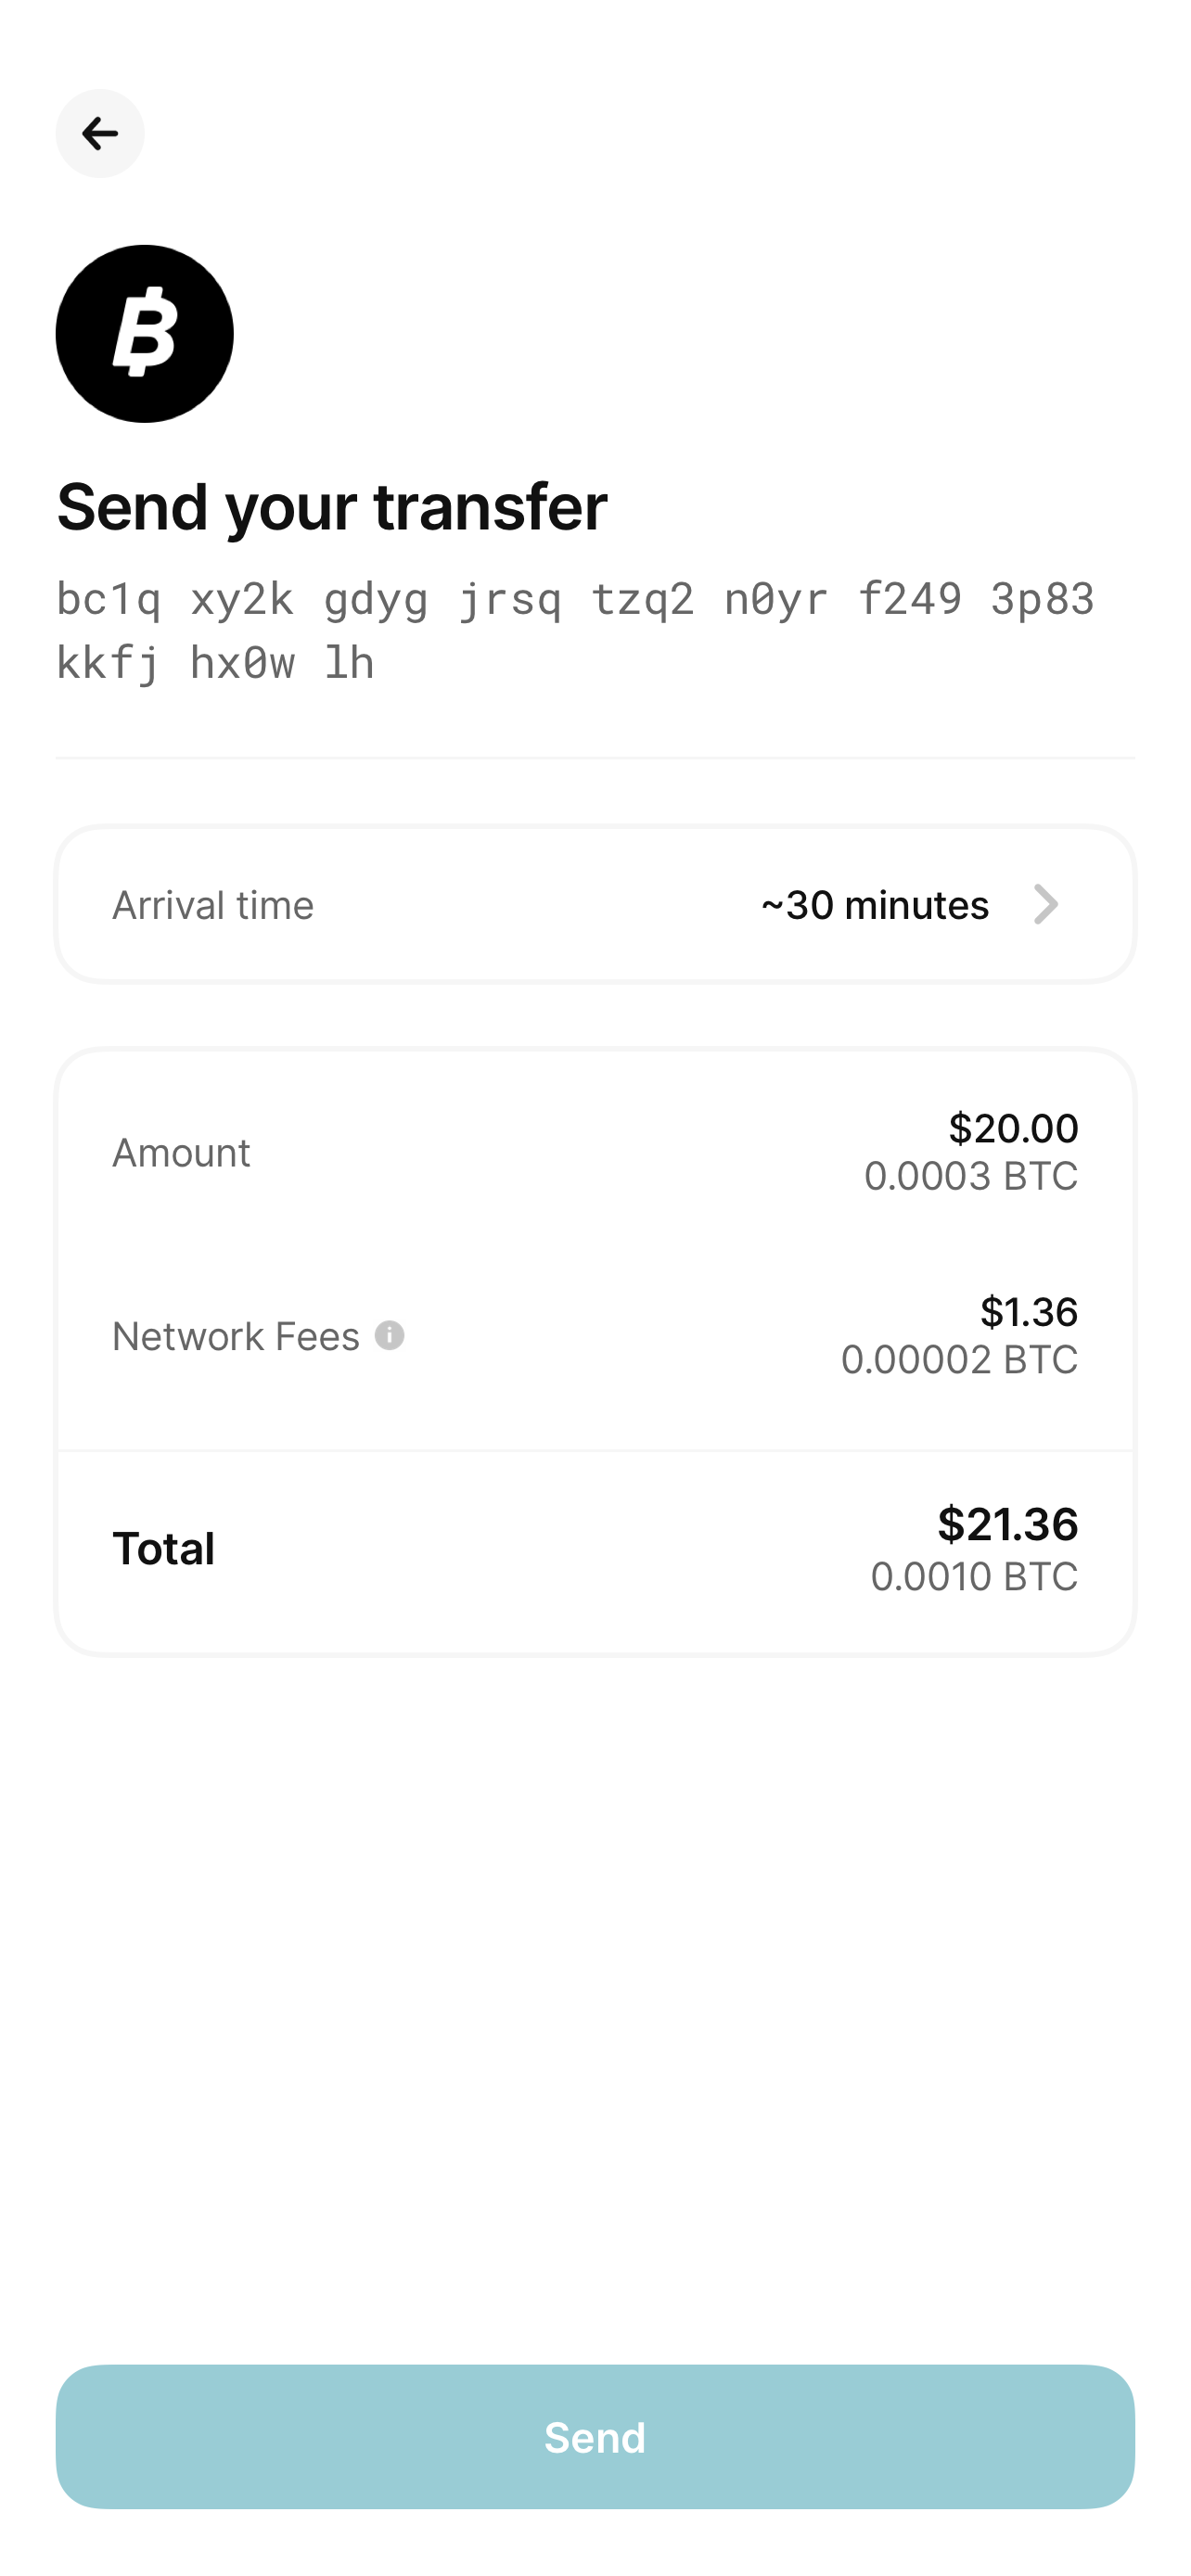 Send your transfer
bc1q xy2k gdyg jrsq tzq2 n0yr f249 3p83
kkfj hx0w lh
Arrival time ~30 minutes
Amount $20.00
0.0003 BTC
Network Fees $1.36
0.00002 BTC
Total $21.36
0.0010 BTC
Send